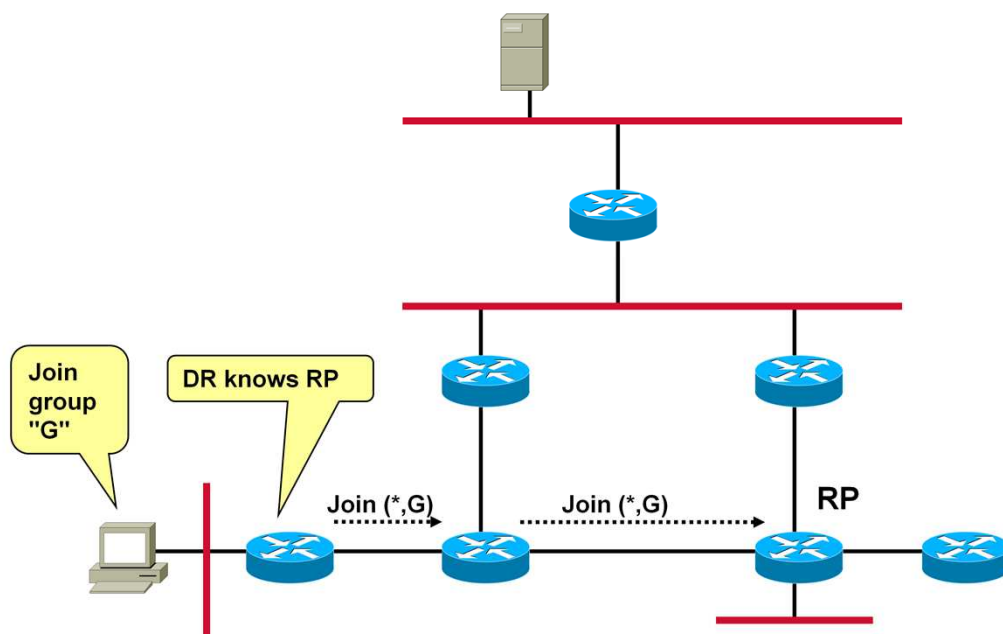 Join
group
"G"
DR knows RP
Join (*,G)
Join (*,G)
RP